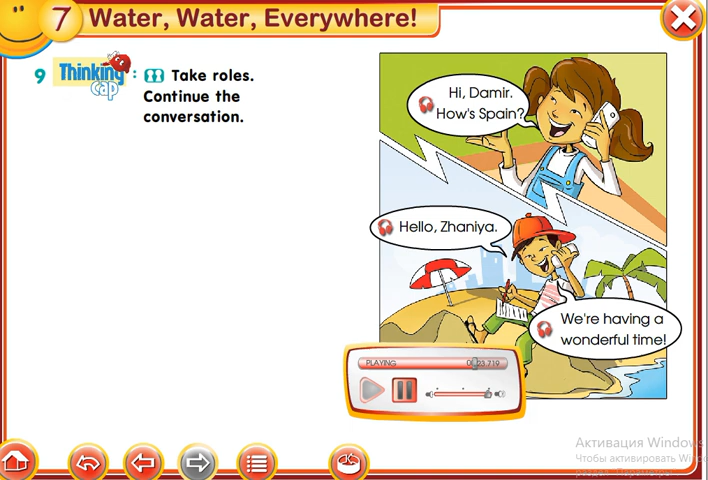 7 Water, Water, Everywhere!
9 Thinking cap : Take roles.
Continue the
conversation.
Hi, Damir.
How's Spain?
Hello, Zhaniya.
We're having a
wonderful time!
PLAYING
Активация Windows
Чтобы активировать Windo